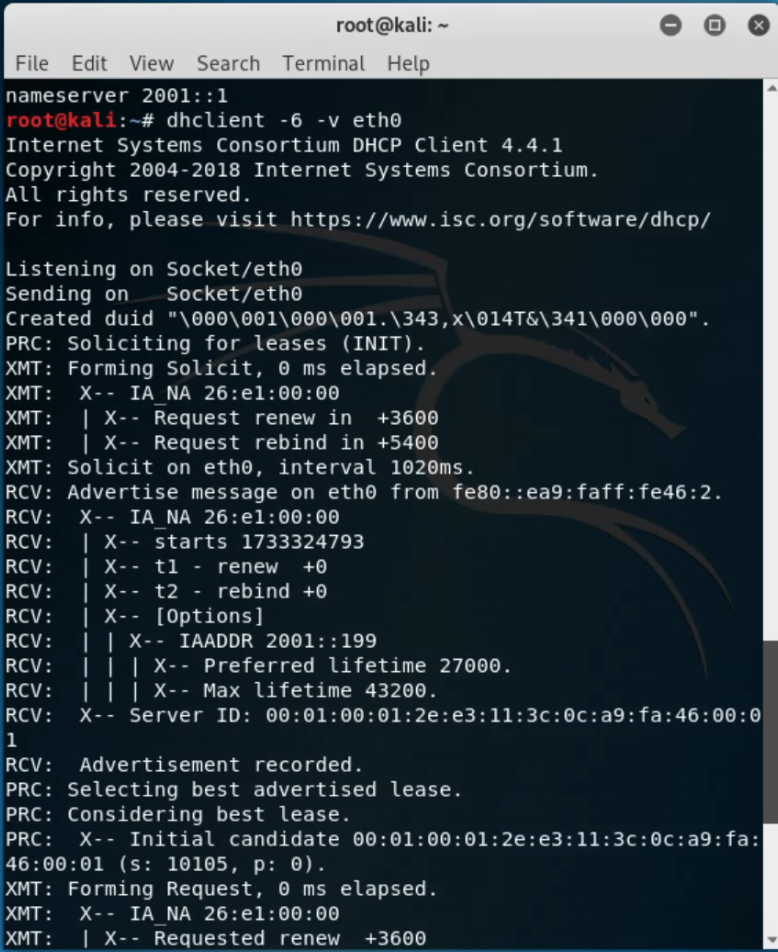 root@kali: ~
File Edit View Search Terminal Help
nameserver 2001::1
root@kali:~# dhclient -6 -v eth0
Internet Systems Consortium DHCP Client 4.4.1
Copyright 2004-2018 Internet Systems Consortium.
All rights reserved.
For info, please visit https://www.isc.org/software/dhcp/
Listening on Socket/eth0
Sending on   Socket/eth0
Created duid "\000\001\000\001.\343,x\014T&\341\000\000".
PRC: Soliciting for leases (INIT).
XMT: Forming Solicit, 0 ms elapsed.
XMT:  X-- IA_NA 26:e1:00:00
XMT:  | X-- Request renew in  +3600
XMT:  | X-- Request rebind in +5400
XMT: Solicit on eth0, interval 1020ms.
RCV: Advertise message on eth0 from fe80::ea9:faff:fe46:2.
RCV:  X-- IA_NA 26:e1:00:00
RCV:  | X-- starts 1733324793
RCV:  | X-- t1 - renew  +0
RCV:  | X-- t2 - rebind +0
RCV:  | X-- [Options]
RCV:  | | X-- IAADDR 2001::199
RCV:  | | | X-- Preferred lifetime 27000.
RCV:  | | | X-- Max lifetime 43200.
RCV:  X-- Server ID: 00:01:00:01:2e:e3:11:3c:0c:a9:fa:46:00:0
1
RCV:  Advertisement recorded.
PRC: Selecting best advertised lease.
PRC: Considering best lease.
PRC:  X-- Initial candidate 00:01:00:01:2e:e3:11:3c:0c:a9:fa:
46:00:01 (s: 10105, p: 0).
XMT: Forming Request, 0 ms elapsed.
XMT:  X-- IA_NA 26:e1:00:00
XMT:  | X-- Requested renew  +3600